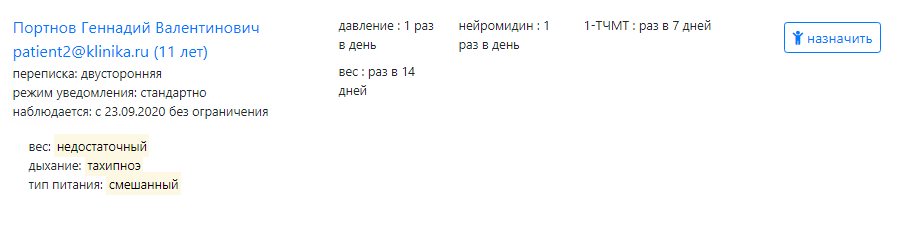 Портнов Геннадий Валентинович
patient2@klinika.ru (11 лет)
переписка: двусторонняя
режим уведомления: стандартно
наблюдается: с 23.09.2020 без ограничения
вес: недостаточный
дыхание: тахипноэ
тип питания: смешанный
давление : 1 раз
в день
вес : раз в 14
дней
нейромидин : 1
раз в день
1-ТЧМТ : раз в 7 дней
назначить